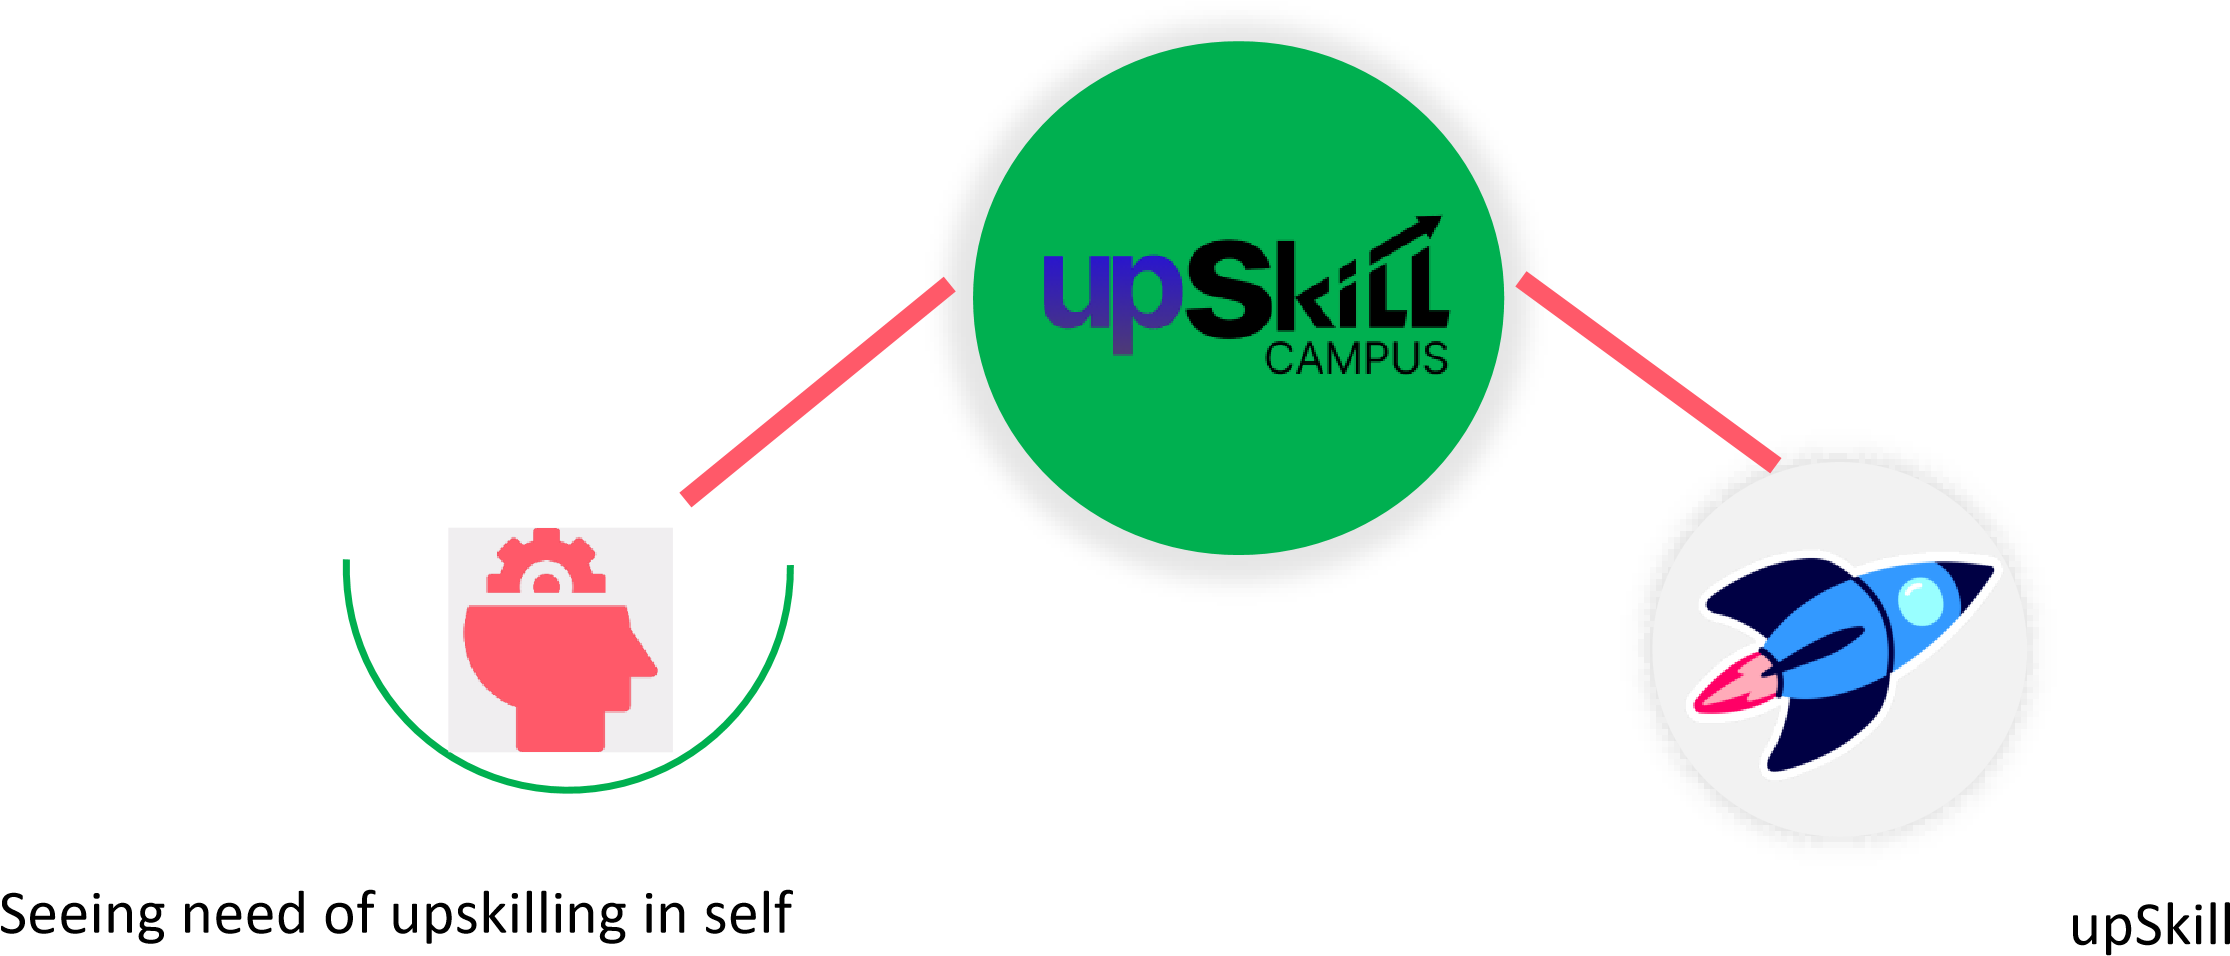 upSkill
CAMPUS
Seeing need of upskilling in self
upSkill